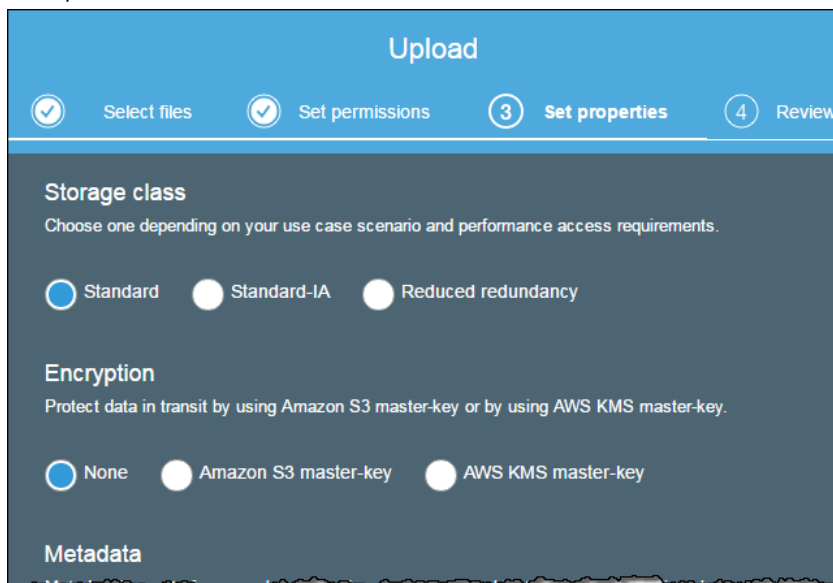 Upload
Select files Set permissions 3 Set properties 4 Review
Storage class
Choose one depending on your use case scenario and performance access requirements.
Standard Standard-IA Reduced redundancy
Encryption
Protect data in transit by using Amazon S3 master-key or by using AWS KMS master-key.
None Amazon S3 master-key AWS KMS master-key
Metadata